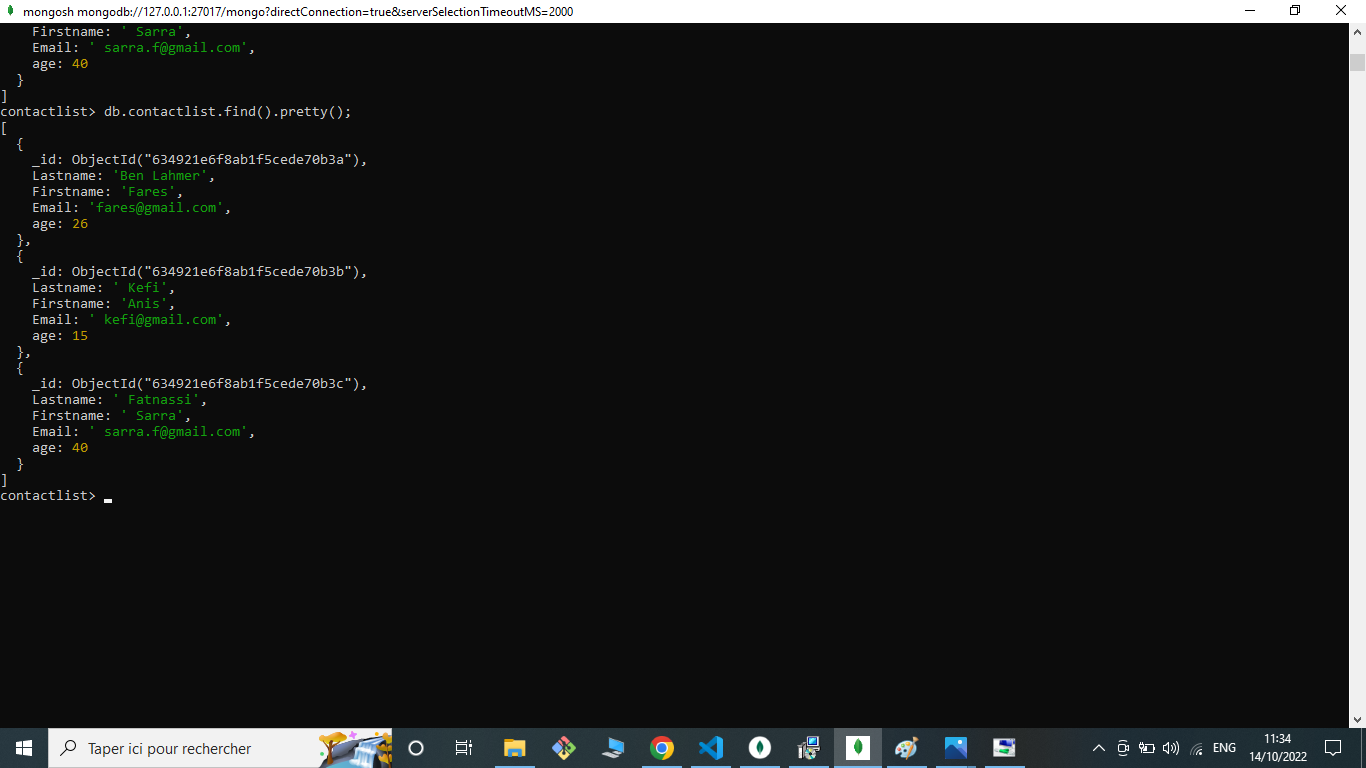 mongosh mongodb://127.0.0.1:27017/mongo?directConnection=true&serverSelectionTimeoutMS=2000
    Firstname: ' Sarra',
    Email: ' sarra.f@gmail.com',
    age: 40
  }
]
contactlist> db.contactlist.find().pretty();
[
  {
    _id: ObjectId("634921e6f8ab1f5cede70b3a"),
    Lastname: 'Ben Lahmer',
    Firstname: 'Fares',
    Email: 'fares@gmail.com',
    age: 26
  },
  {
    _id: ObjectId("634921e6f8ab1f5cede70b3b"),
    Lastname: ' Kefi',
    Firstname: 'Anis',
    Email: ' kefi@gmail.com',
    age: 15
  },
  {
    _id: ObjectId("634921e6f8ab1f5cede70b3c"),
    Lastname: ' Fatnassi',
    Firstname: ' Sarra',
    Email: ' sarra.f@gmail.com',
    age: 40
  }
]
contactlist>
Taper ici pour rechercher
ENG
11:34
14/10/2022